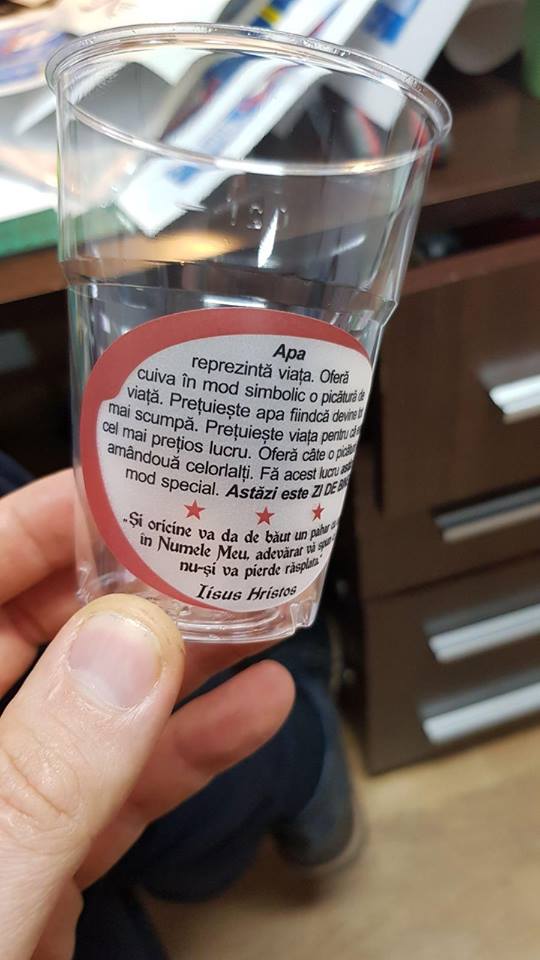 Apa
reprezintă viața. Oferă
cuiva în mod simbolic o picătură de
viață. Prețuiește apa fiindcă devine
mai scumpă. Prețuiește viața pentru că
cel mai prețios lucru. Oferă câte o
amândouă celorlalți. Fă acest lucru
mod special. Astăzi este ZI DE
„Și oricine va da de băut un pahar
în Numele Meu, adevărat vă spun
nu-și va pierde răsplata.”
Iisus Hristos